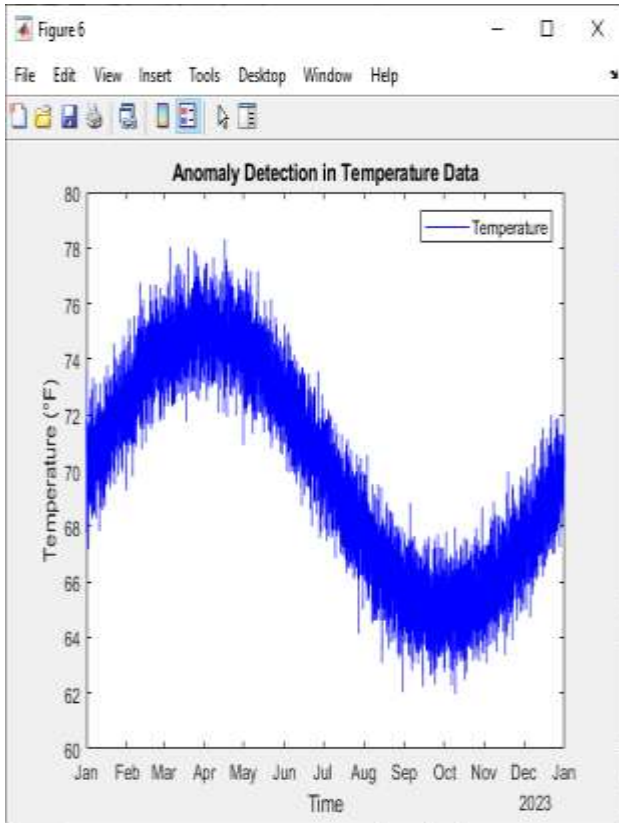 Figure 6
File Edit View Insert Tools Desktop Window Help
Anomaly Detection in Temperature Data
Temperature
80
78
76
74
72
70
68
66
64
62
60
Temperature (°F)
Jan Feb Mar Apr May Jun Jul Aug Sep Oct Nov Dec Jan
Time
2023